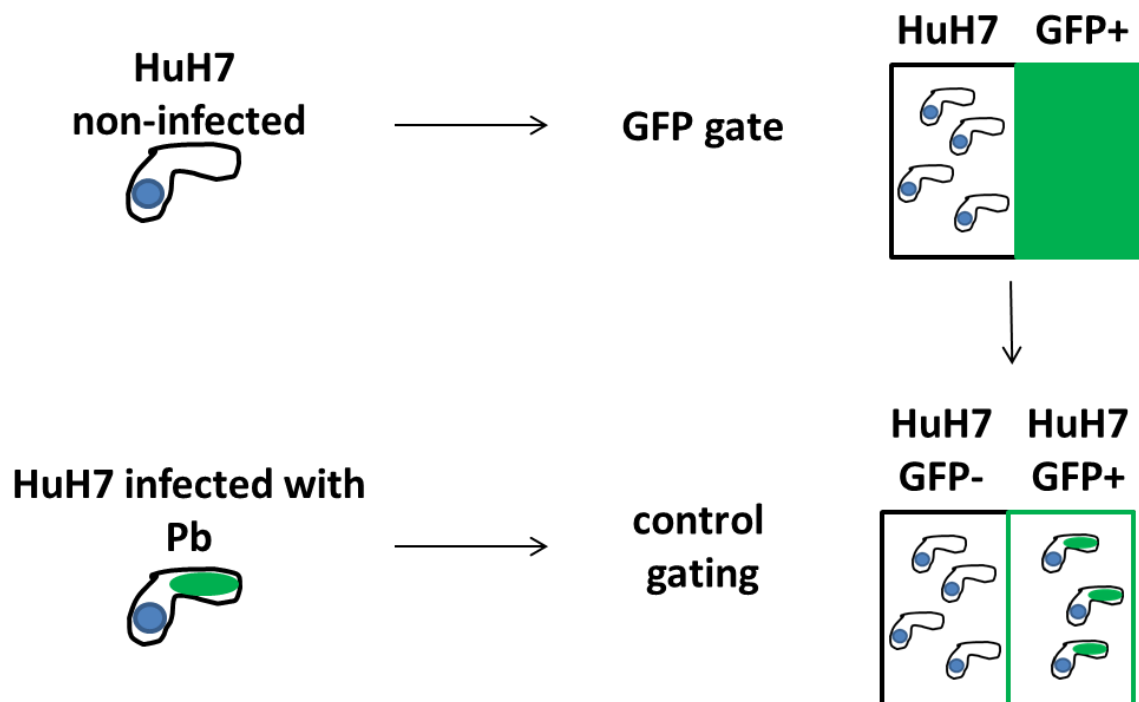 HuH7
non-infected
GFP gate
HuH7 GFP+
HuH7 infected with
Pb
control
gating
HuH7 HuH7
GFP- GFP+